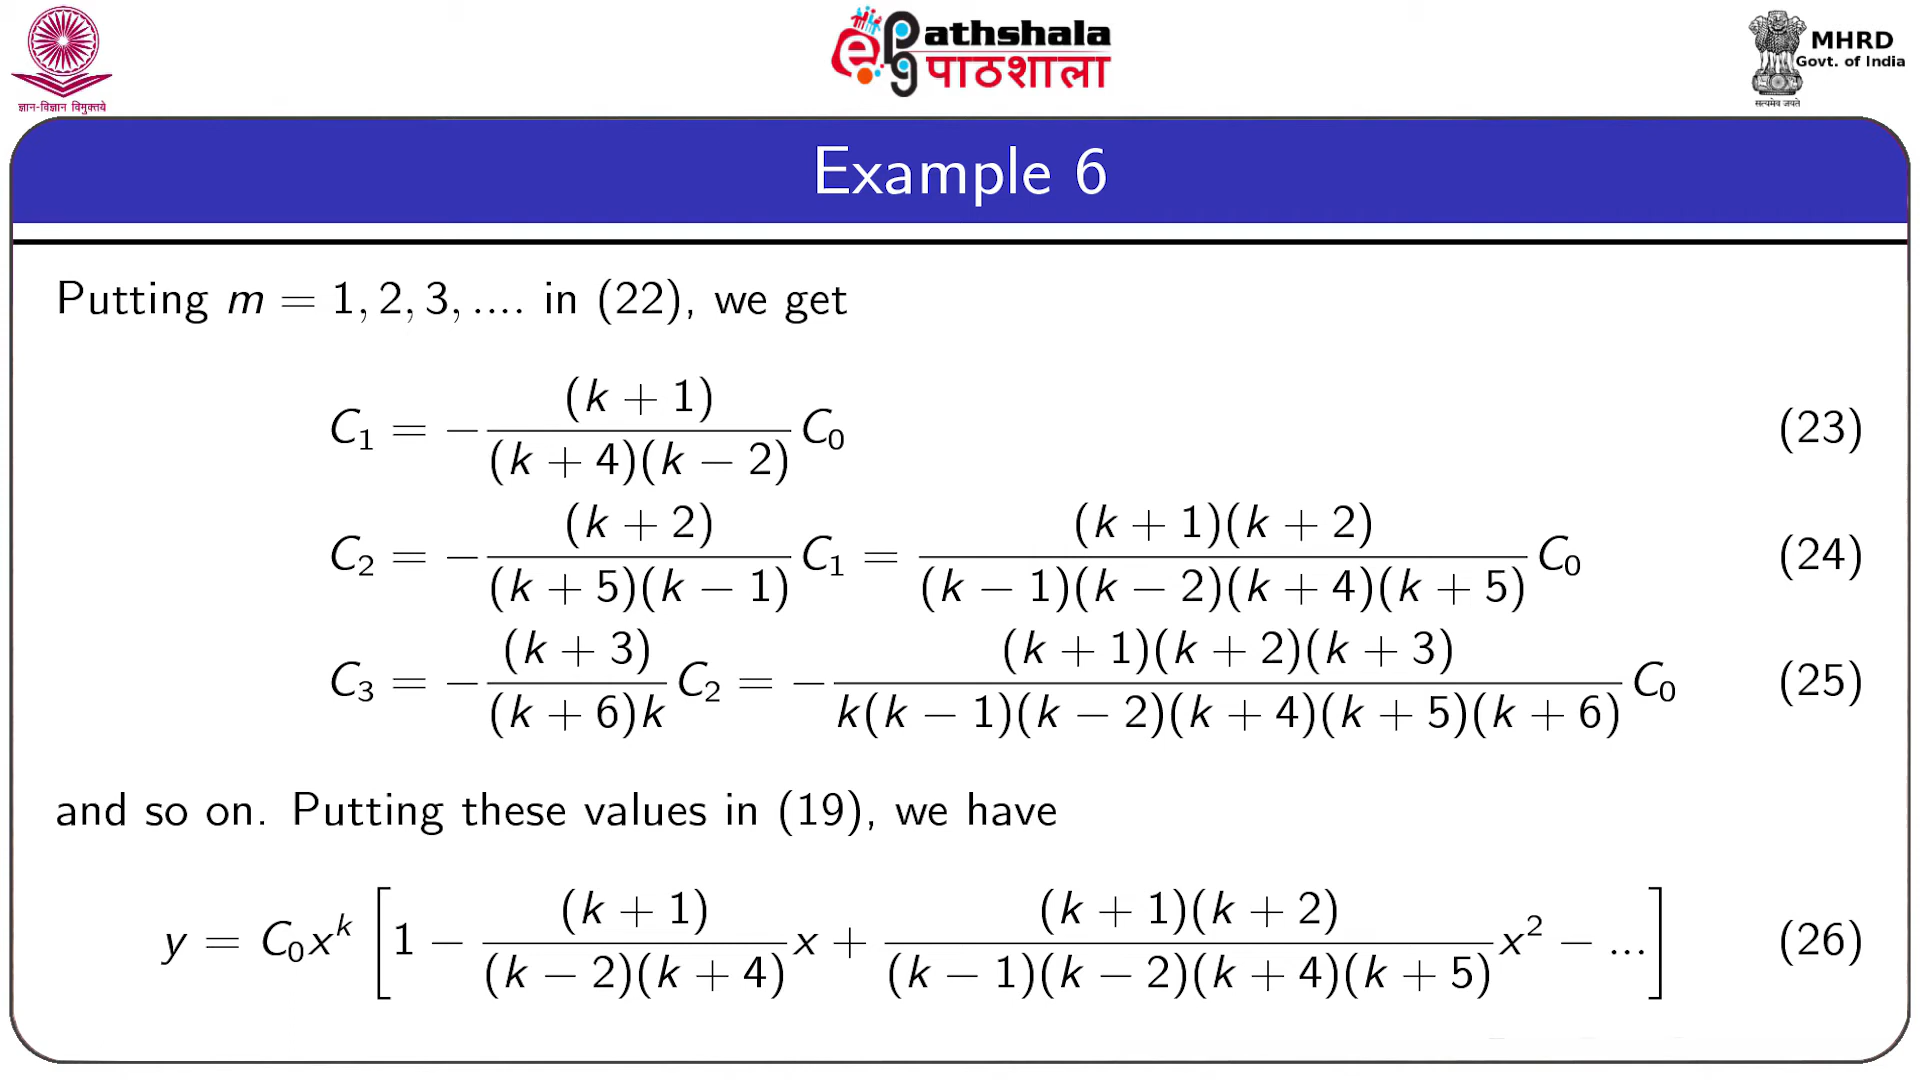 ज्ञान-विज्ञान विमुक्तये
ePG Pathshala
पाठशाला
MHRD
Govt. of India
सत्यमेव जयते
Example 6
Putting m = 1, 2, 3, .... in (22), we get
C₁ = −(k + 1)/((k + 4)(k − 2)) C₀ (23)
C₂ = −(k + 2)/((k + 5)(k − 1)) C₁ = (k + 1)(k + 2)/((k − 1)(k − 2)(k + 4)(k + 5)) C₀ (24)
C₃ = −(k + 3)/((k + 6)k) C₂ = −(k + 1)(k + 2)(k + 3)/(k(k − 1)(k − 2)(k + 4)(k + 5)(k + 6)) C₀ (25)
and so on. Putting these values in (19), we have
y = C₀xᵏ [1 − (k + 1)/((k − 2)(k + 4)) x + (k + 1)(k + 2)/((k − 1)(k − 2)(k + 4)(k + 5)) x² − ...] (26)